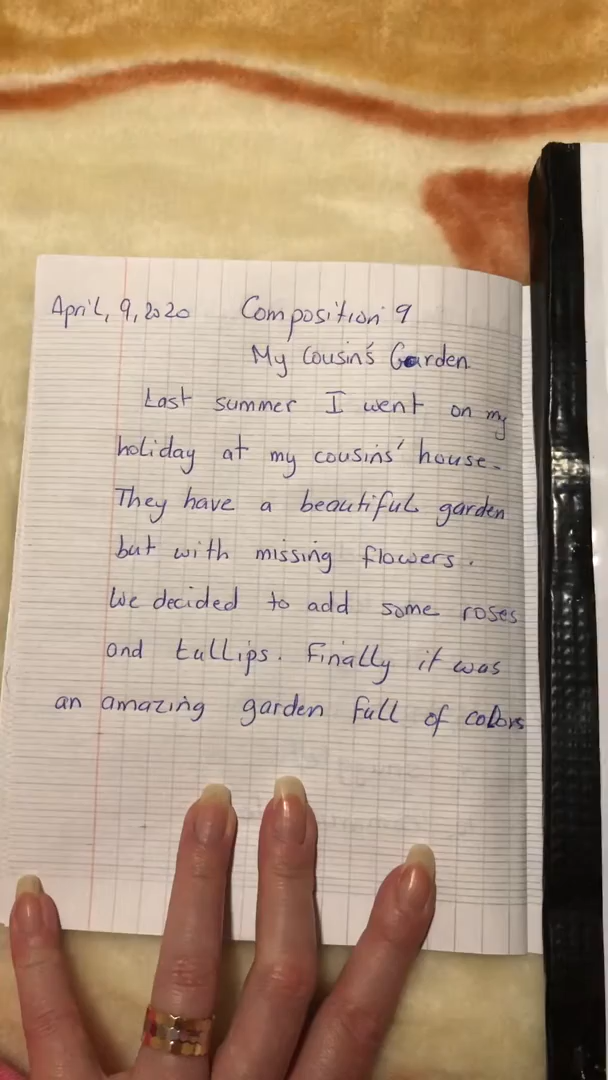 April, 9, 2020 Composition 9
My Cousin's Garden
Last summer I went on my
holiday at my cousins' house.
They have a beautiful garden
but with missing flowers.
We decided to add some roses
and tullips. Finally it was
an amazing garden full of colors